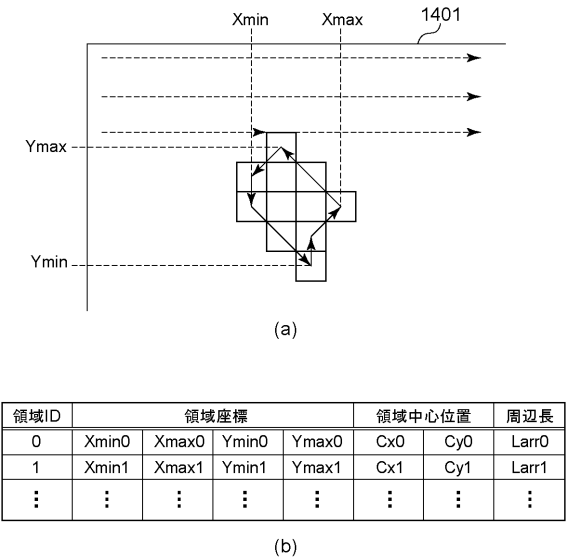 Xmin Xmax 1401
Ymax
Ymin
(a)
領域ID 領域座標 領域中心位置 周辺長
0 Xmin0 Xmax0 Ymin0 Ymax0 Cx0 Cy0 Larr0
1 Xmin1 Xmax1 Ymin1 Ymax1 Cx1 Cy1 Larr1
⋮ ⋮ ⋮ ⋮ ⋮ ⋮ ⋮ ⋮
(b)